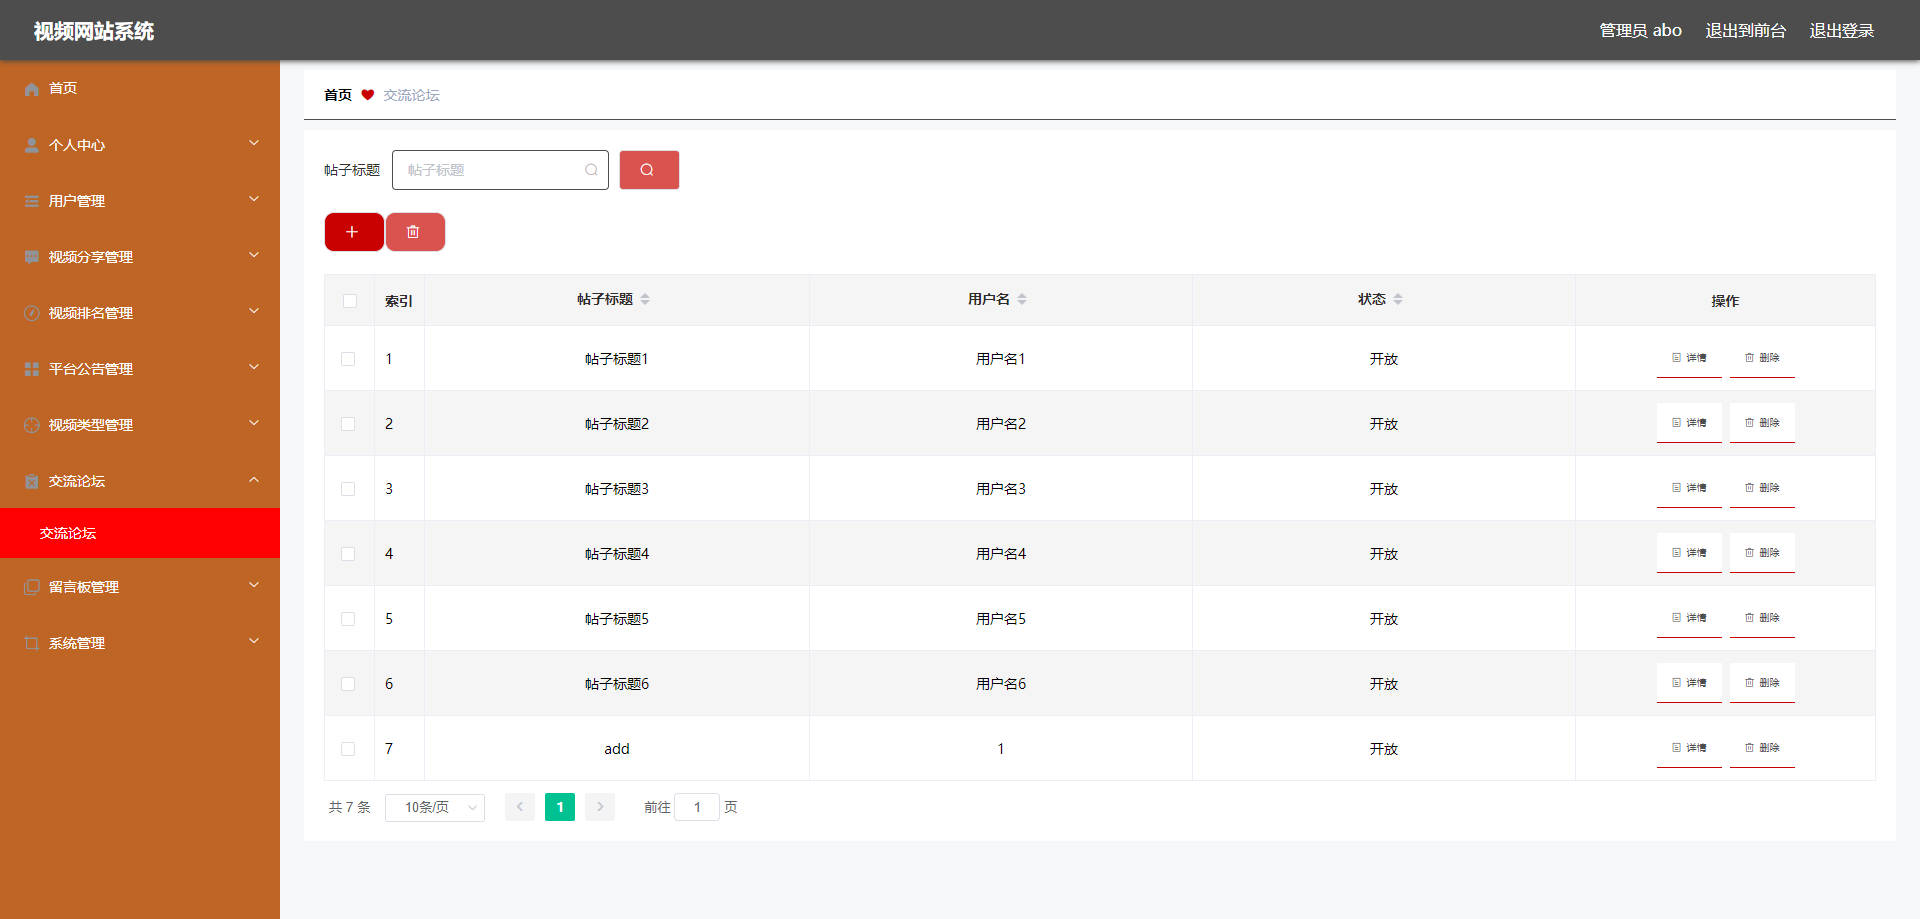 视频网站系统
管理员 abo 退出到前台 退出登录
首页
个人中心
用户管理
视频分享管理
视频排名管理
平台公告管理
视频类型管理
交流论坛
交流论坛
留言板管理
系统管理
首页 交流论坛
帖子标题 帖子标题
索引 帖子标题 用户名 状态 操作
1 帖子标题1 用户名1 开放 详情 删除
2 帖子标题2 用户名2 开放 详情 删除
3 帖子标题3 用户名3 开放 详情 删除
4 帖子标题4 用户名4 开放 详情 删除
5 帖子标题5 用户名5 开放 详情 删除
6 帖子标题6 用户名6 开放 详情 删除
7 add 1 开放 详情 删除
共 7 条 10条/页 1 前往 1 页